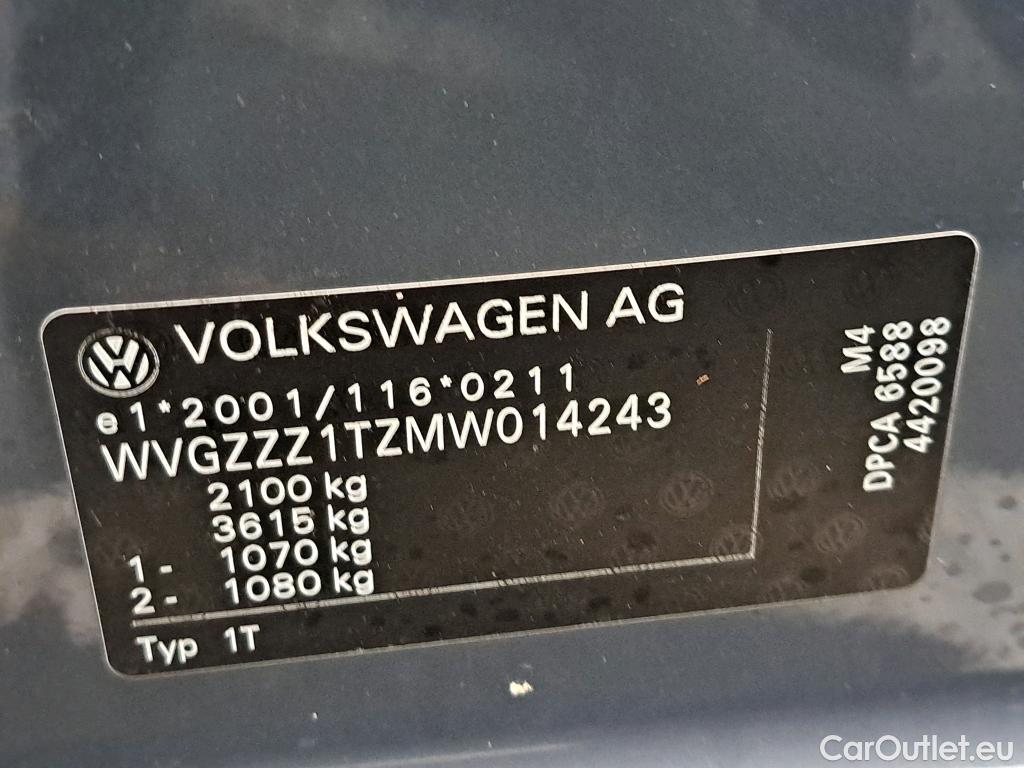 VOLKSWAGEN AG
e1*2001/116*0211
WVGZZZ1TZMW014243
2100 kg
3615 kg
1- 1070 kg
2- 1080 kg
Typ 1T
M4
DPCA 6588
4420098
CarOutlet.eu